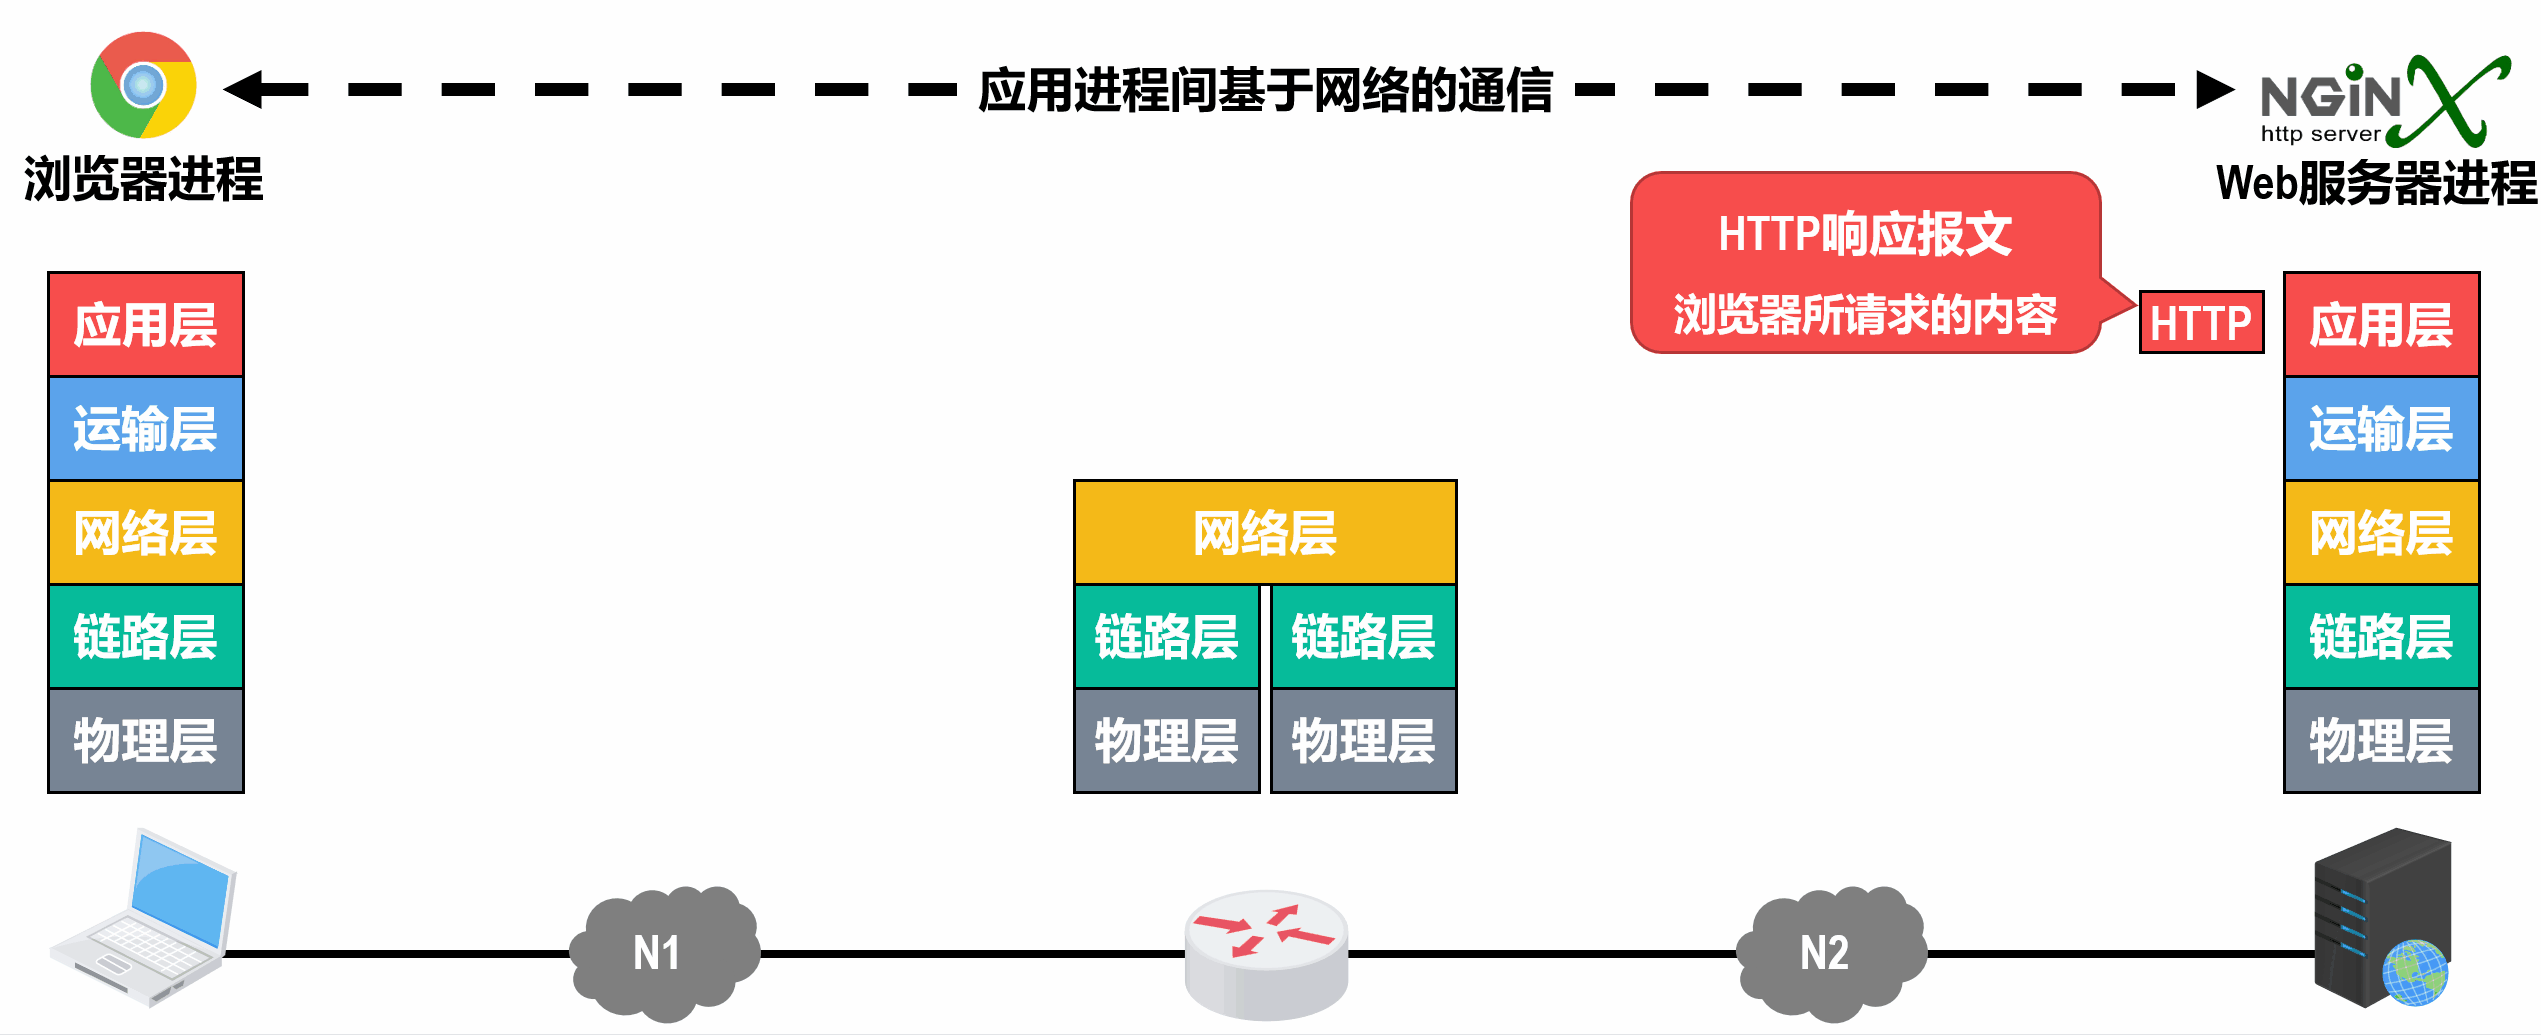 应用进程间基于网络的通信
NGiNX
http server
浏览器进程
Web服务器进程
HTTP响应报文
浏览器所请求的内容
HTTP
应用层
运输层
网络层
链路层
物理层
网络层
链路层
链路层
物理层
物理层
应用层
运输层
网络层
链路层
物理层
N1
N2